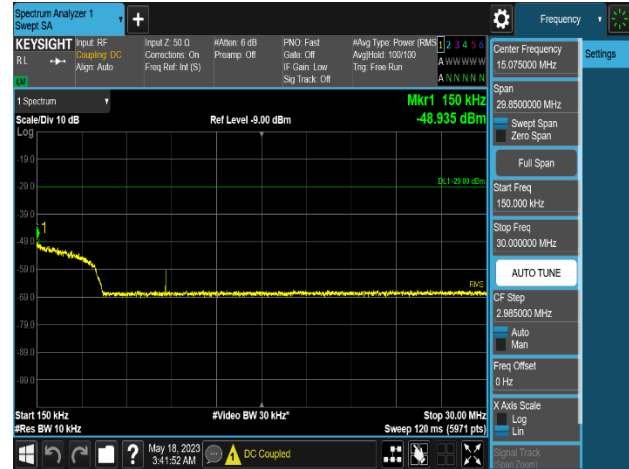 Spectrum Analyzer 1
Swept SA
+
Frequency
KEYSIGHT
RL
Input: RF
Coupling: DC
Align: Auto
Input Z: 50 Ω
Corrections: On
Freq Ref: Int (S)
#Atten: 6 dB
Preamp: Off
PNO: Fast
Gate: Off
IF Gain: Low
Sig Track: Off
#Avg Type: Power (RMS
Avg|Hold: 100/100
Trig: Free Run
1 2 3 4 5 6
A W W W W W
A N N N N N
1 Spectrum
Scale/Div 10 dB
Ref Level -9.00 dBm
Mkr1 150 kHz
-48.935 dBm
Log
-19.0
DL1 -29.00 dBm
-29.0
-39.0
1
-49.0
-59.0
RMS
-69.0
-79.0
-89.0
-99.0
Start 150 kHz
#Video BW 30 kHz*
Stop 30.00 MHz
#Res BW 10 kHz
Sweep 120 ms (5971 pts)
?
May 18, 2023
3:41:52 AM
DC Coupled
Center Frequency
15.075000 MHz
Settings
Span
29.8500000 MHz
Swept Span
Zero Span
Full Span
Start Freq
150.000 kHz
Stop Freq
30.000000 MHz
AUTO TUNE
CF Step
2.985000 MHz
Auto
Man
Freq Offset
0 Hz
X Axis Scale
Log
Lin
Signal Track
(Span Zoom)